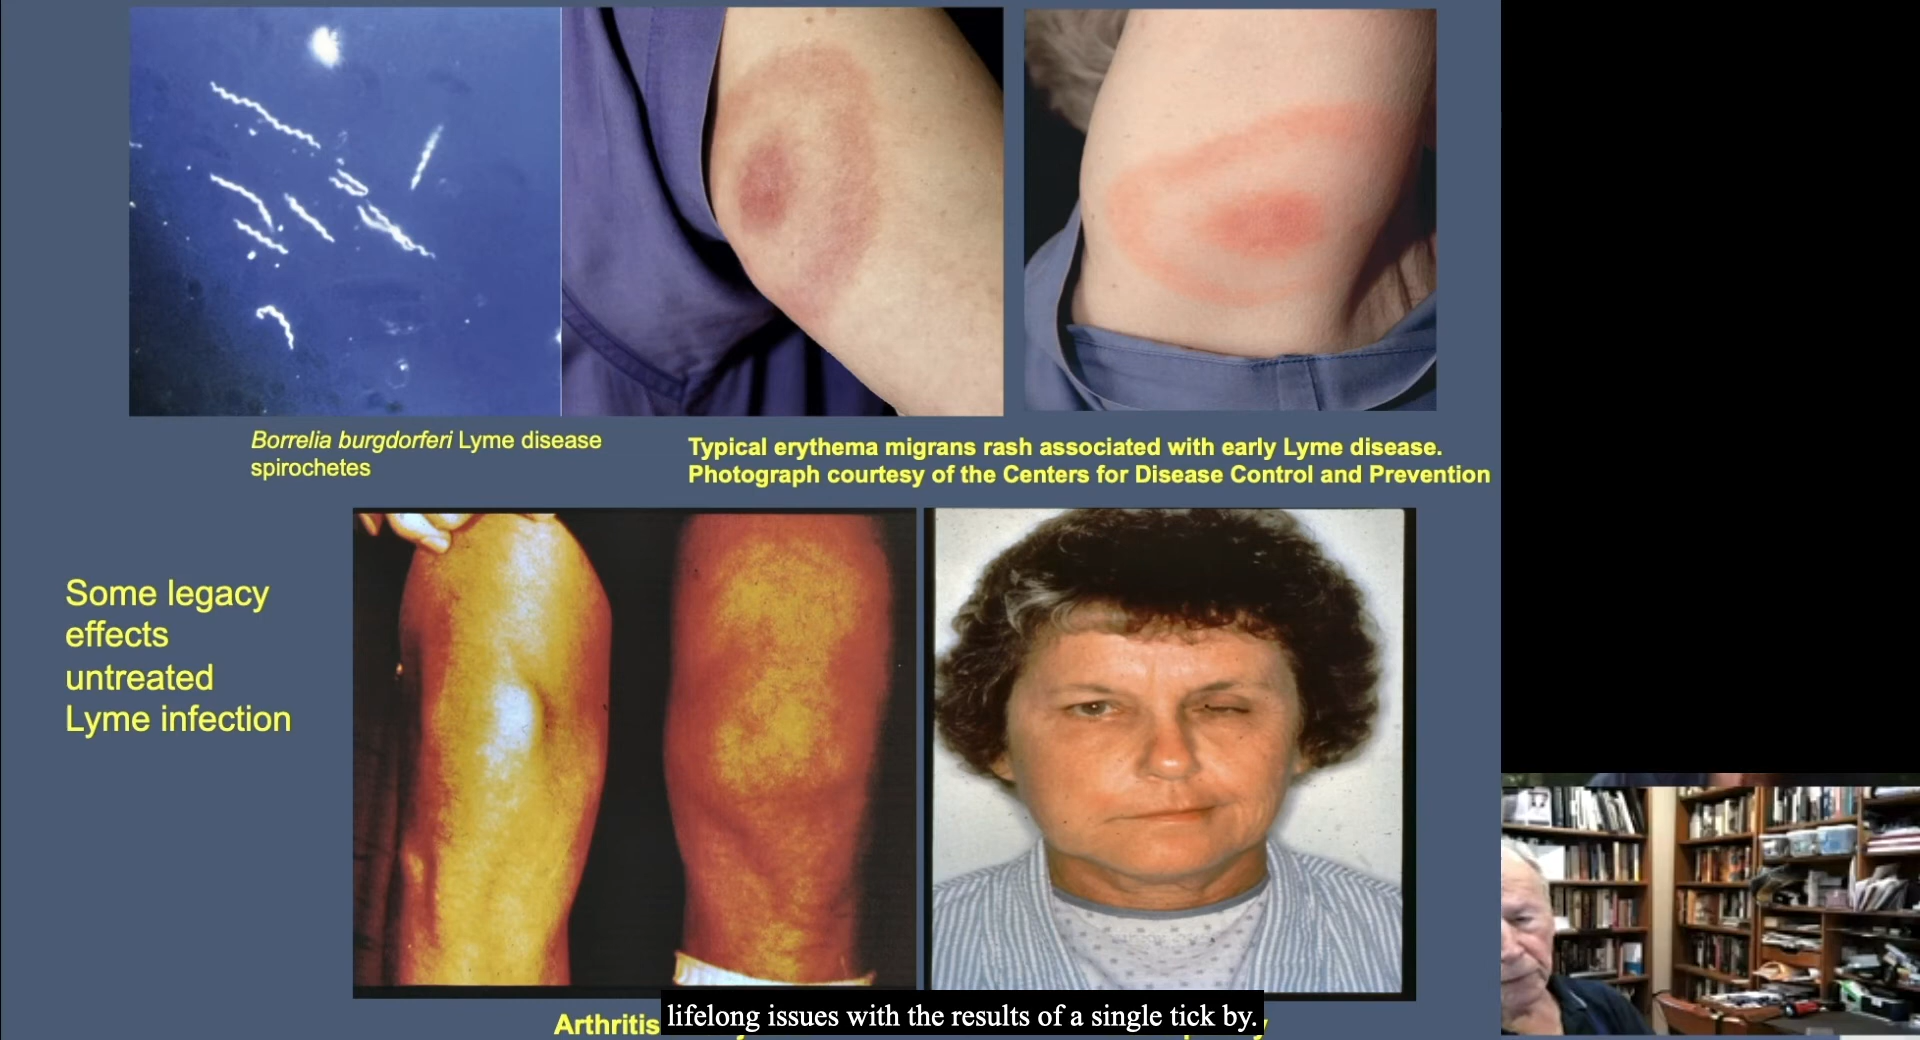 Borrelia burgdorferi Lyme disease
spirochetes
Typical erythema migrans rash associated with early Lyme disease.
Photograph courtesy of the Centers for Disease Control and Prevention
Some legacy
effects
untreated
Lyme infection
Arthritis
lifelong issues with the results of a single tick by.